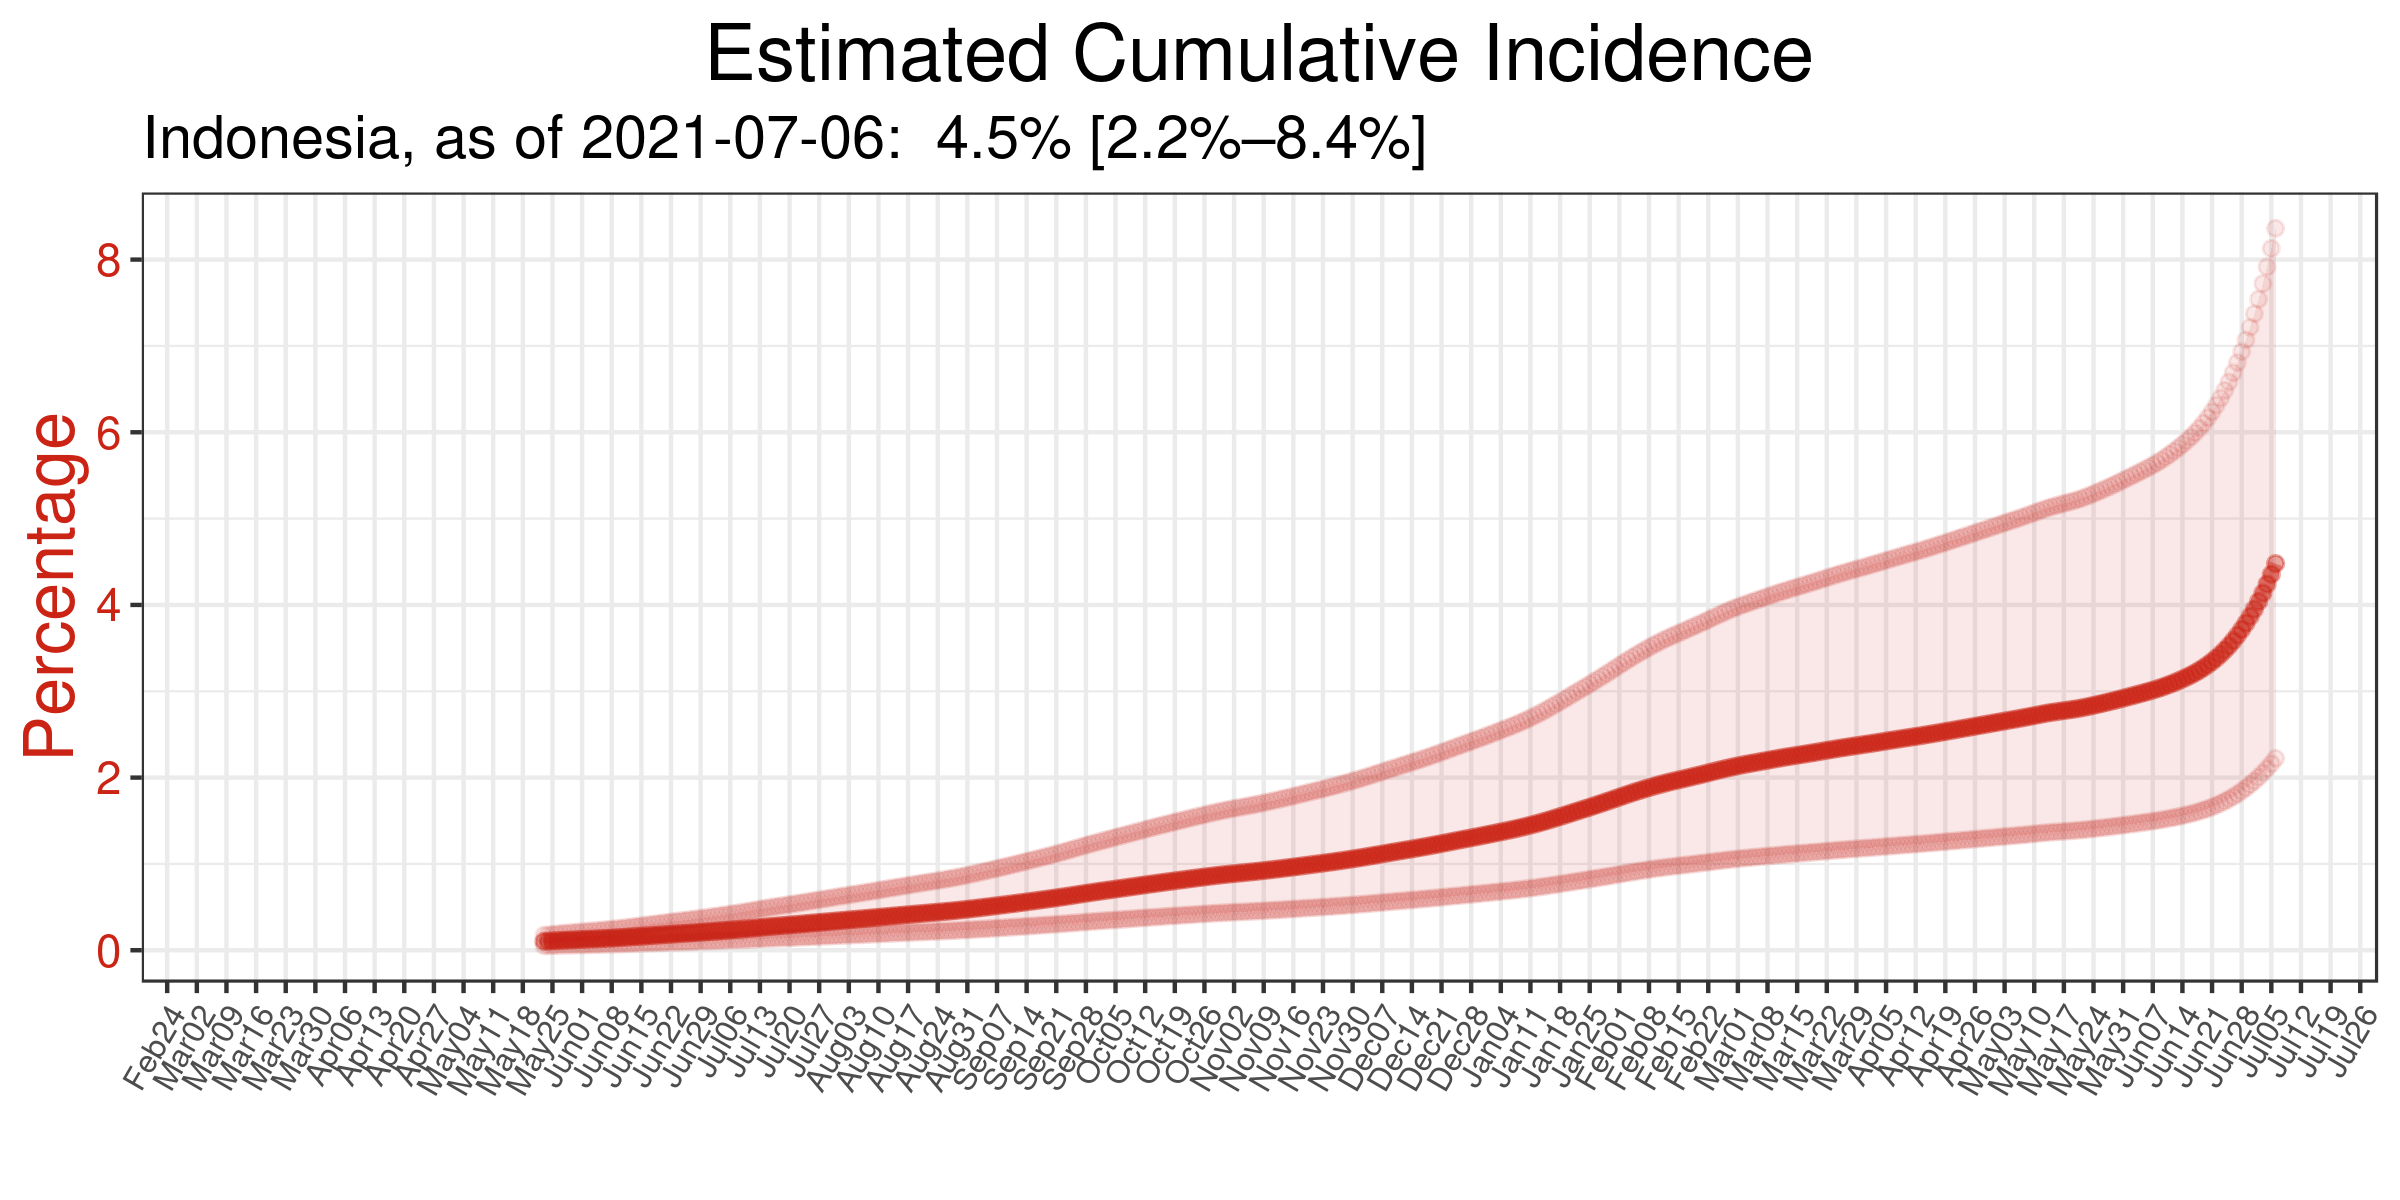 Estimated Cumulative Incidence
Indonesia, as of 2021-07-06:  4.5% [2.2%–8.4%]
Percentage
8
6
4
2
0
Feb24
Mar02
Mar09
Mar16
Mar23
Mar30
Apr06
Apr13
Apr20
Apr27
May04
May11
May18
May25
Jun01
Jun08
Jun15
Jun22
Jun29
Jul06
Jul13
Jul20
Jul27
Aug03
Aug10
Aug17
Aug24
Aug31
Sep07
Sep14
Sep21
Sep28
Oct05
Oct12
Oct19
Oct26
Nov02
Nov09
Nov16
Nov23
Nov30
Dec07
Dec14
Dec21
Dec28
Jan04
Jan11
Jan18
Jan25
Feb01
Feb08
Feb15
Feb22
Mar01
Mar08
Mar15
Mar22
Mar29
Apr05
Apr12
Apr19
Apr26
May03
May10
May17
May24
May31
Jun07
Jun14
Jun21
Jun28
Jul05
Jul12
Jul19
Jul26